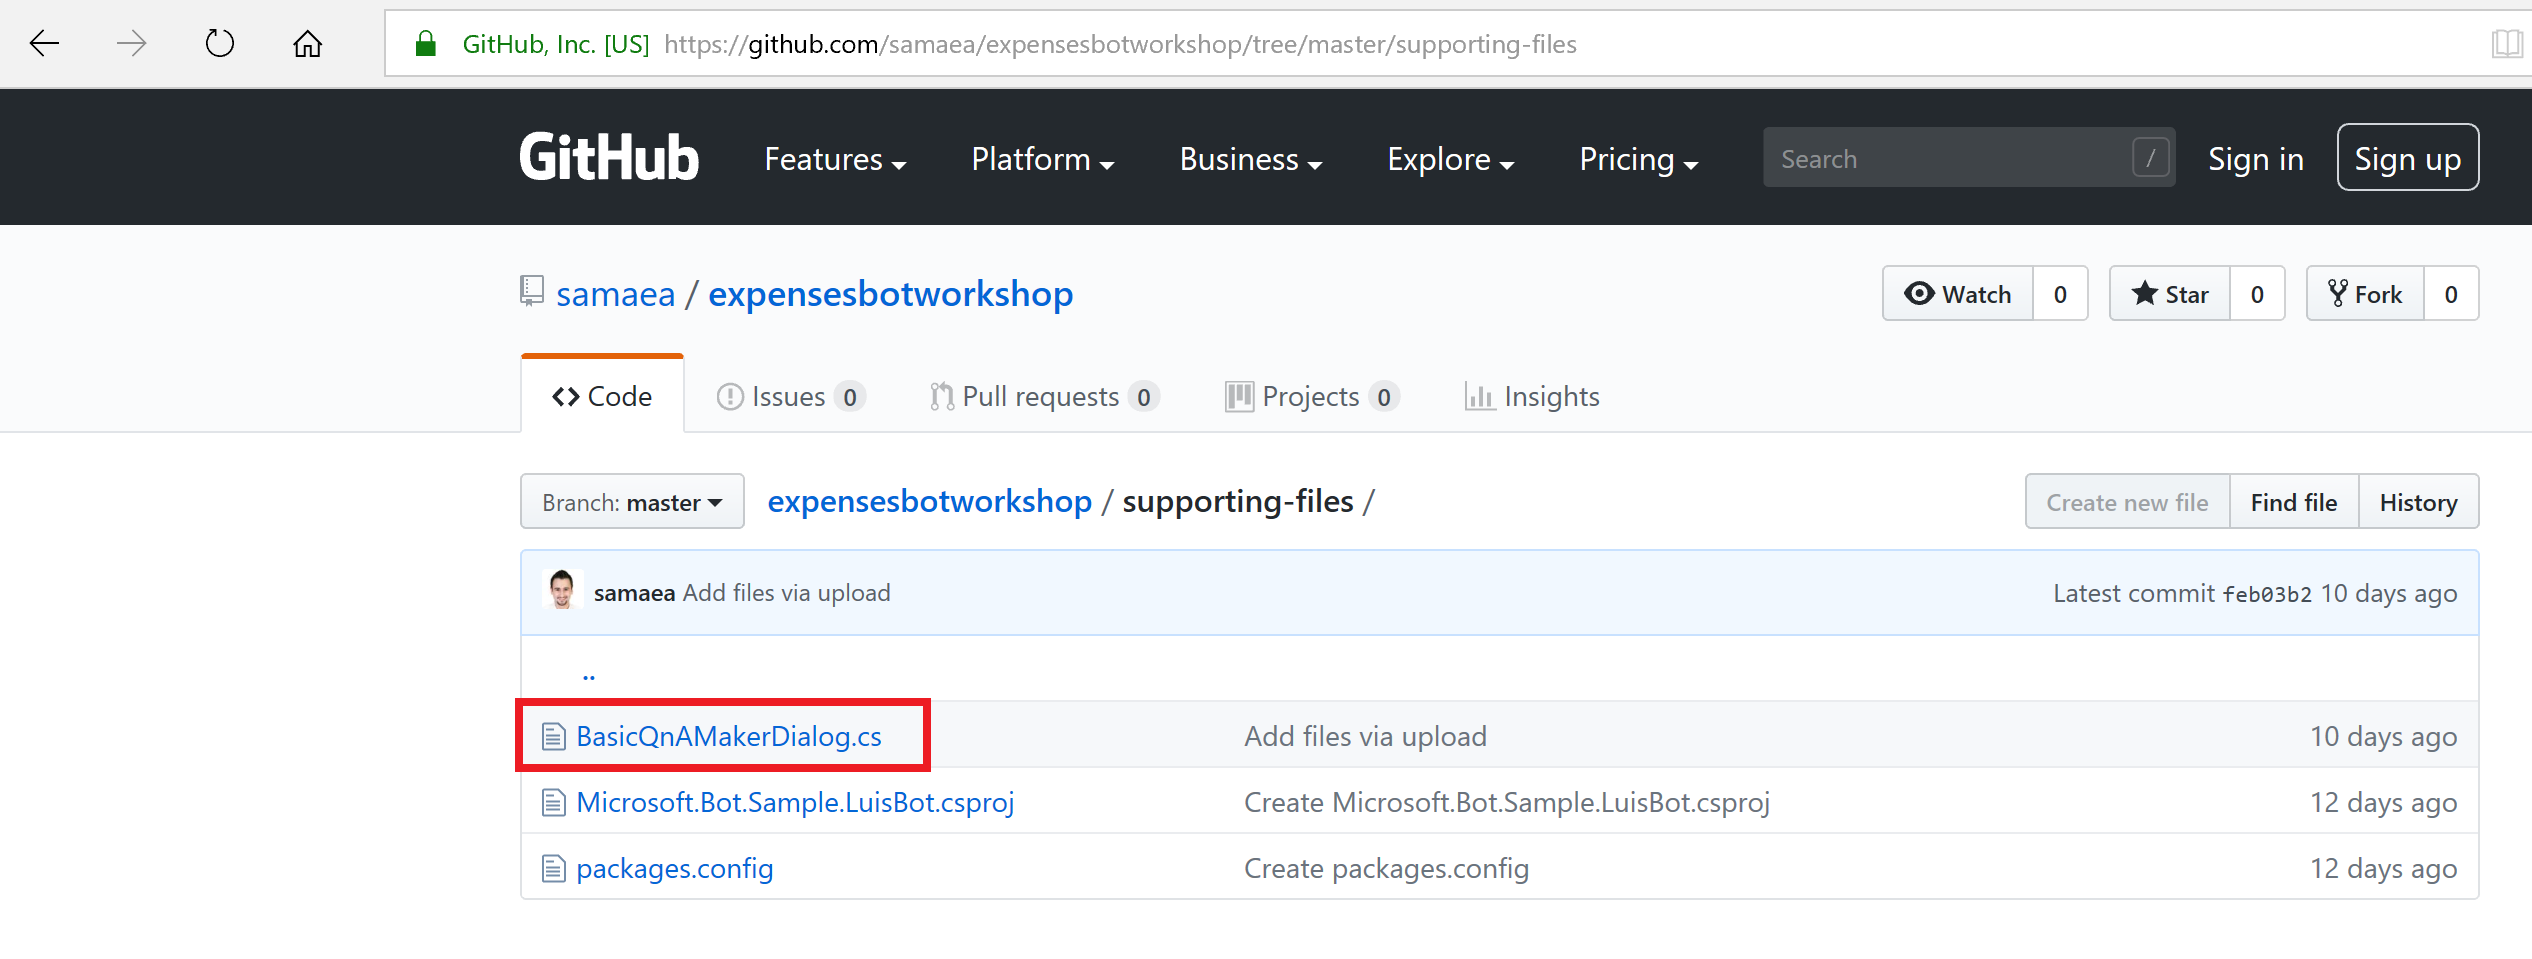 GitHub, Inc. [US] https://github.com/samaea/expensesbotworkshop/tree/master/supporting-files
GitHub Features Platform Business Explore Pricing Search / Sign in Sign up
samaea / expensesbotworkshop Watch 0 Star 0 Fork 0
Code Issues 0 Pull requests 0 Projects 0 Insights
Branch: master expensesbotworkshop / supporting-files / Create new file Find file History
samaea Add files via upload Latest commit feb03b2 10 days ago
..
BasicQnAMakerDialog.cs Add files via upload 10 days ago
Microsoft.Bot.Sample.LuisBot.csproj Create Microsoft.Bot.Sample.LuisBot.csproj 12 days ago
packages.config Create packages.config 12 days ago